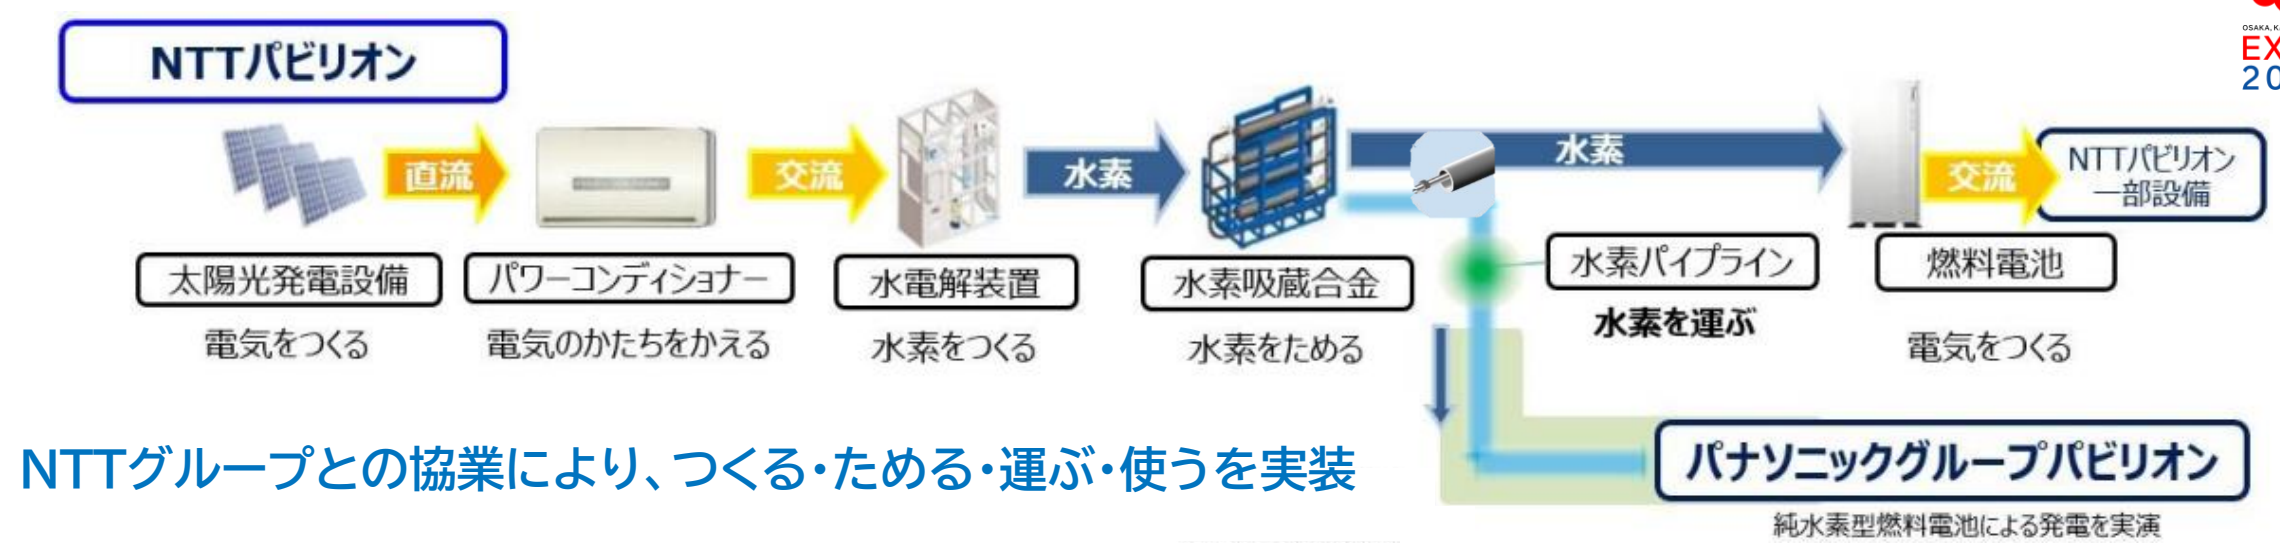 NTTパビリオン
OSAKA, K
EX
20
直流
交流
水素
水素
交流
NTTパビリオン
一部設備
太陽光発電設備
パワーコンディショナー
水電解装置
水素吸蔵合金
水素パイプライン
燃料電池
電気をつくる
電気のかたちをかえる
水素をつくる
水素をためる
水素を運ぶ
電気をつくる
NTTグループとの協業により、つくる・ためる・運ぶ・使うを実装
パナソニックグループパビリオン
純水素型燃料電池による発電を実演